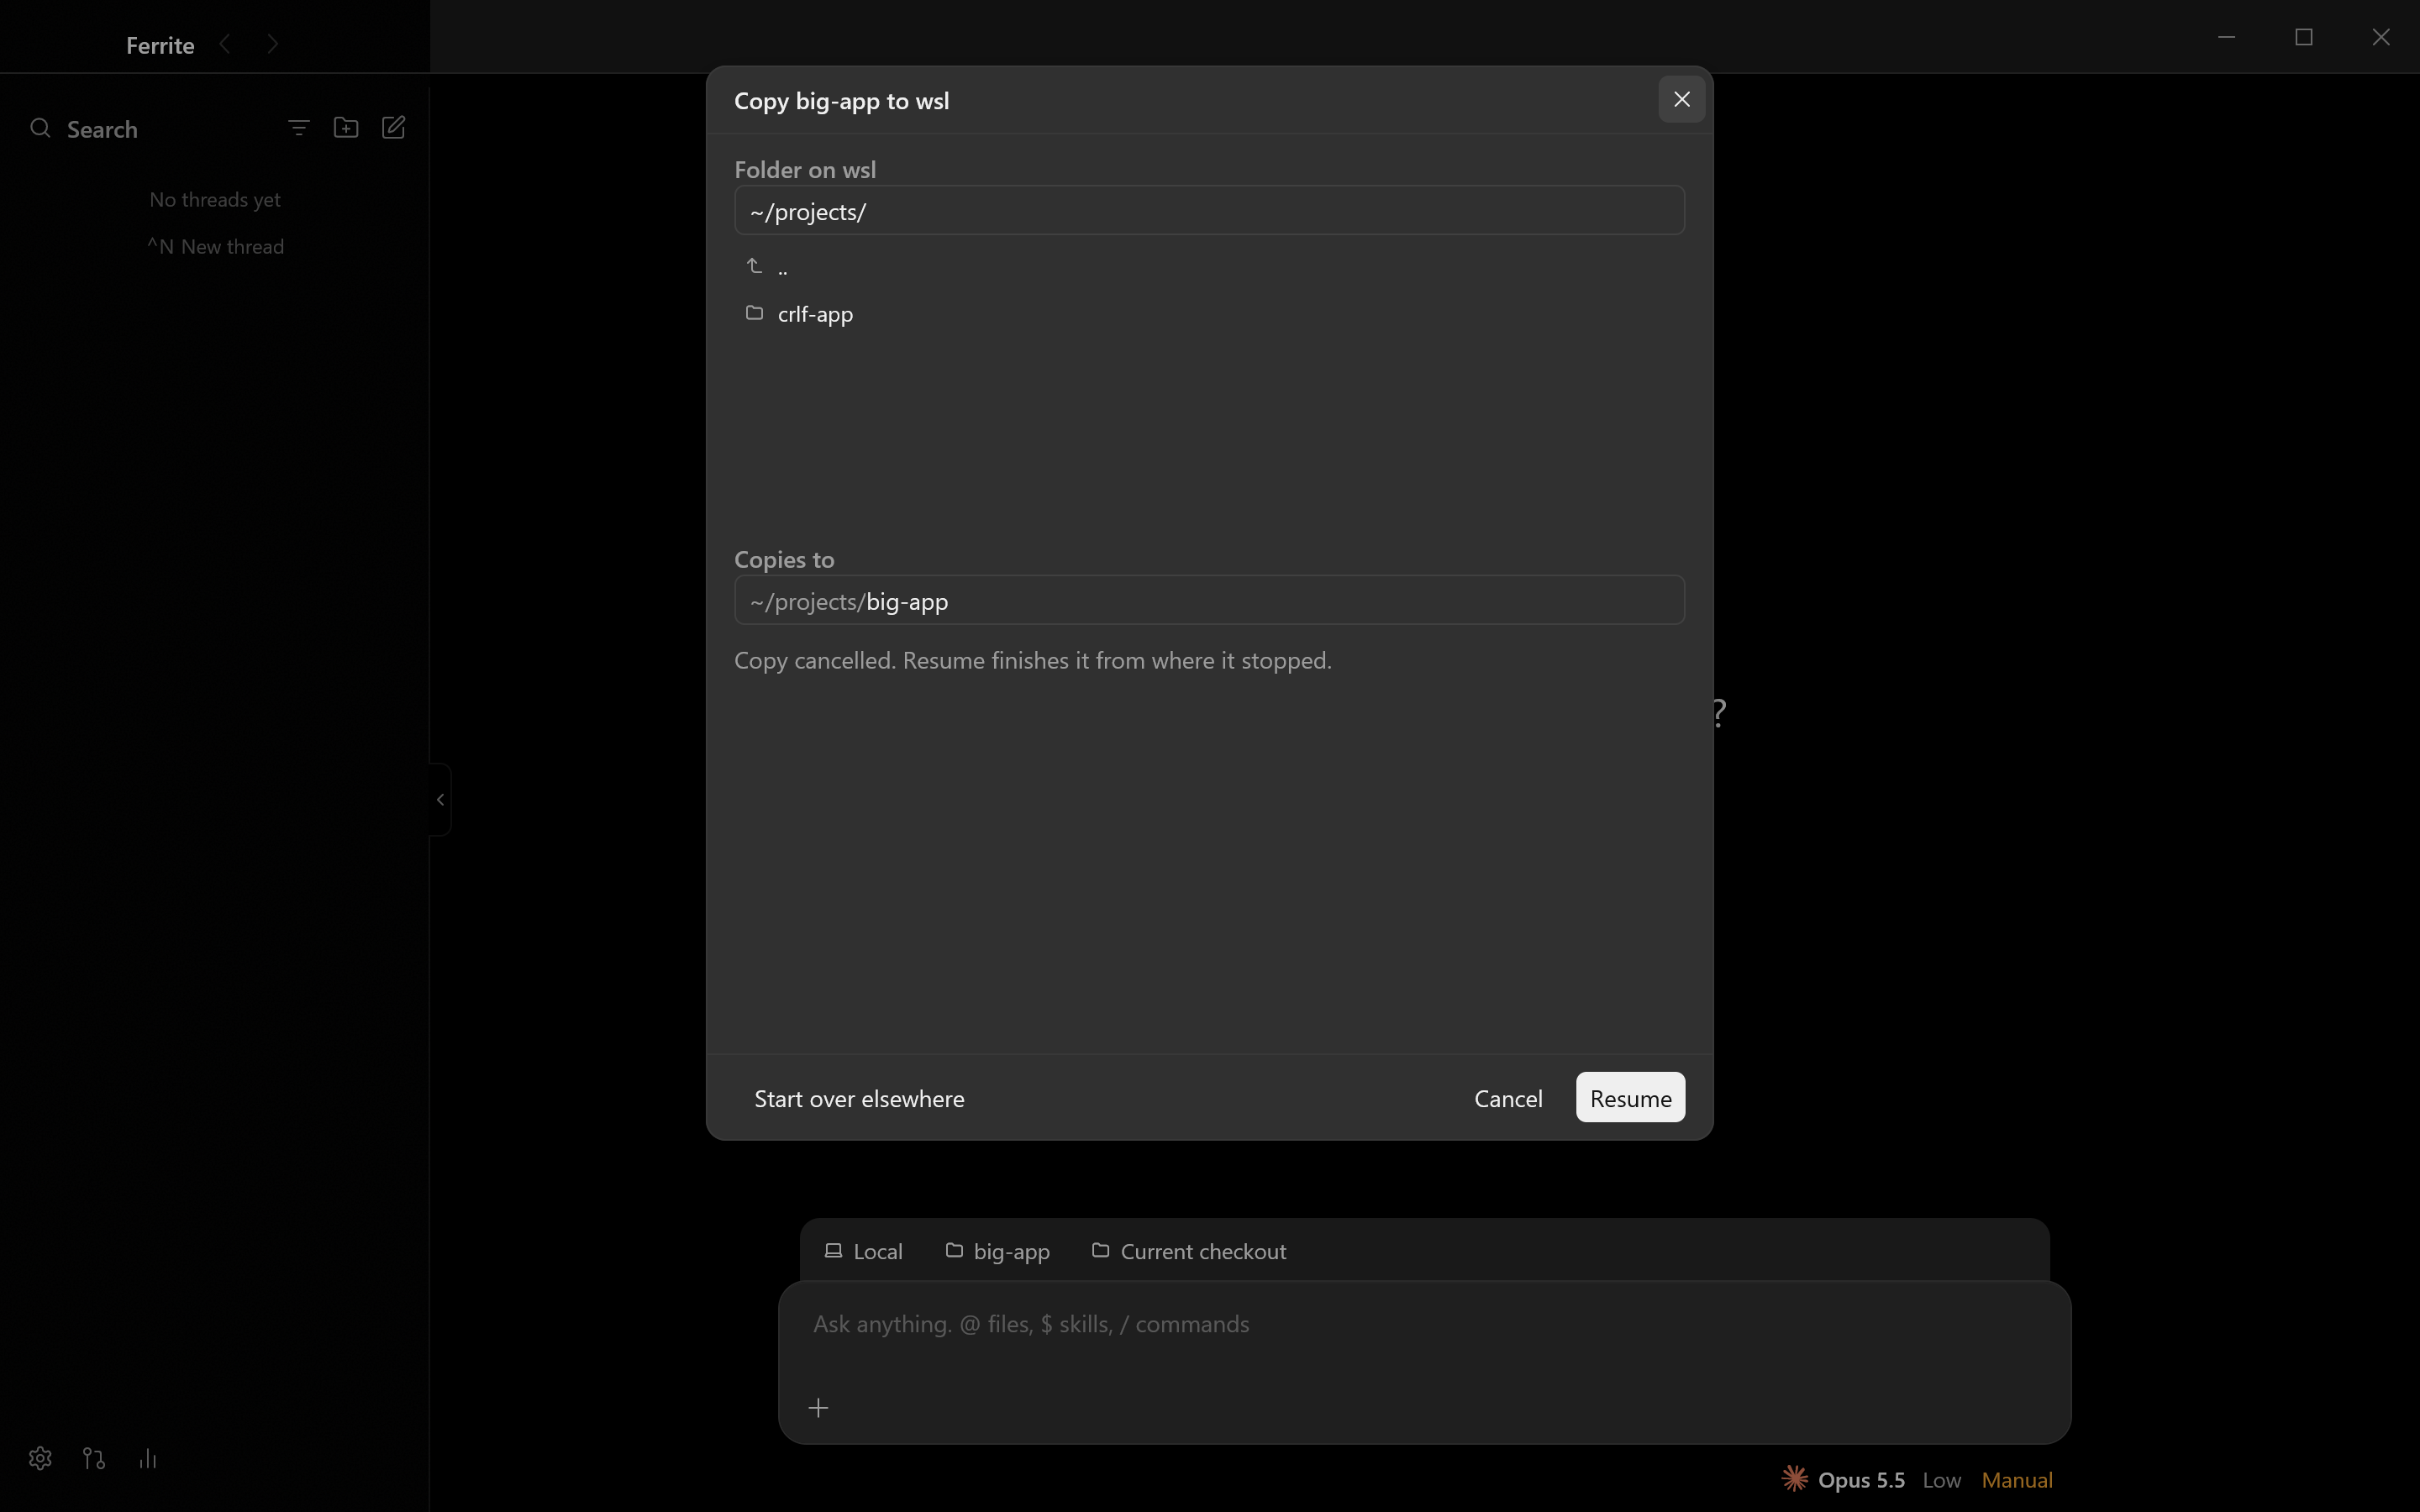 Ferrite
Search
No threads yet
^N New thread
Copy big-app to wsl
Folder on wsl
~/projects/
..
crlf-app
Copies to
~/projects/big-app
Copy cancelled. Resume finishes it from where it stopped.
?
Start over elsewhere
Cancel
Resume
Local
big-app
Current checkout
Ask anything. @ files, $ skills, / commands
Opus 5.5 Low Manual